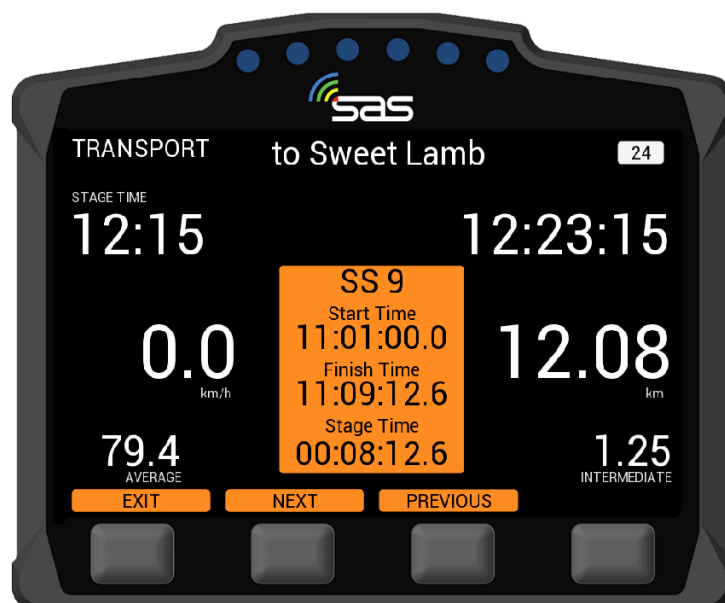 sas
TRANSPORT to Sweet Lamb 24
STAGE TIME
12:15 12:23:15
SS 9
Start Time
11:01:00.0
0.0 km/h
12.08 km
Finish Time
11:09:12.6
Stage Time
00:08:12.6
79.4
AVERAGE
1.25
INTERMEDIATE
EXIT NEXT PREVIOUS